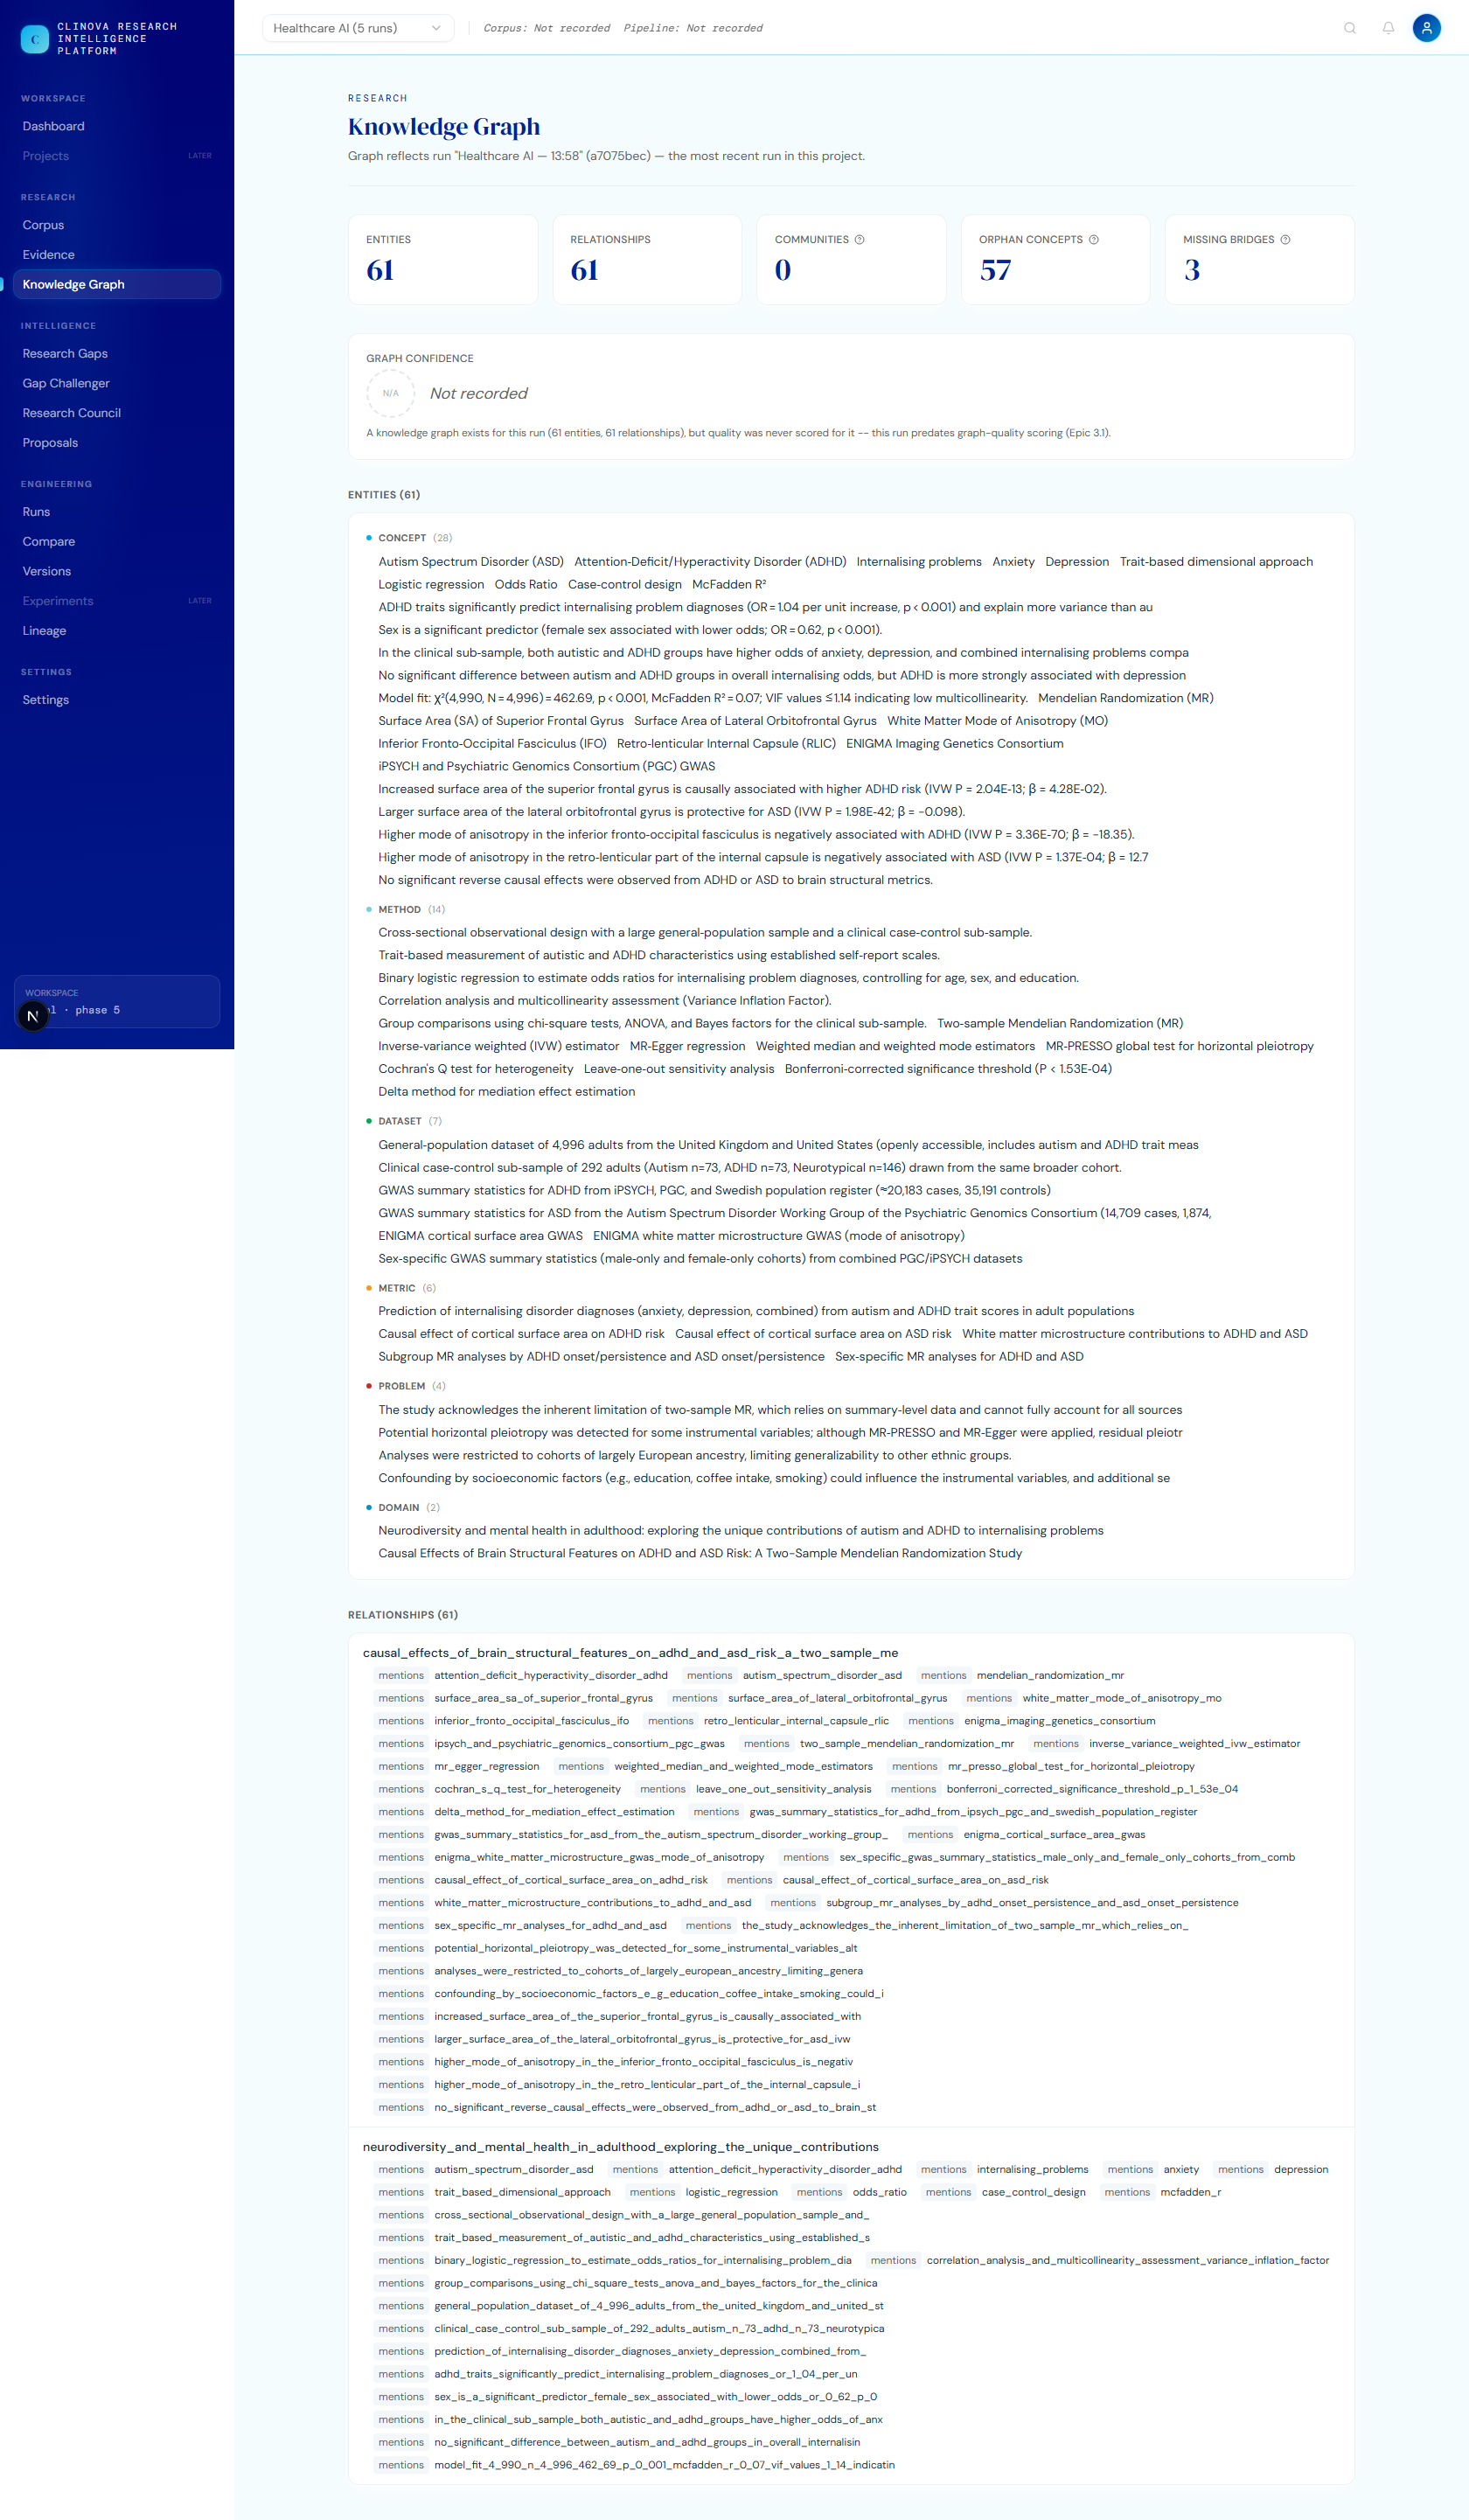 CLINOVA RESEARCH
INTELLIGENCE
PLATFORM
C
WORKSPACE
Dashboard
Projects LATER
RESEARCH
Corpus
Evidence
Knowledge Graph
INTELLIGENCE
Research Gaps
Gap Challenger
Research Council
Proposals
ENGINEERING
Runs
Compare
Versions
Experiments LATER
Lineage
SETTINGS
Settings
WORKSPACE
· phase 5
Healthcare AI (5 runs) Corpus: Not recorded Pipeline: Not recorded
RESEARCH
Knowledge Graph
Graph reflects run "Healthcare AI — 13:58" (a7075bec) — the most recent run in this project.
ENTITIES
61
RELATIONSHIPS
61
COMMUNITIES
0
ORPHAN CONCEPTS
57
MISSING BRIDGES
3
GRAPH CONFIDENCE
N/A Not recorded
A knowledge graph exists for this run (61 entities, 61 relationships), but quality was never scored for it -- this run predates graph-quality scoring (Epic 3.1).
ENTITIES (61)
CONCEPT (28)
Autism Spectrum Disorder (ASD) Attention-Deficit/Hyperactivity Disorder (ADHD) Internalising problems Anxiety Depression Trait-based dimensional approach
Logistic regression Odds Ratio Case-control design McFadden R²
ADHD traits significantly predict internalising problem diagnoses (OR = 1.04 per unit increase, p < 0.001) and explain more variance than au
Sex is a significant predictor (female sex associated with lower odds; OR = 0.62, p < 0.001).
In the clinical sub-sample, both autistic and ADHD groups have higher odds of anxiety, depression, and combined internalising problems compa
No significant difference between autism and ADHD groups in overall internalising odds, but ADHD is more strongly associated with depression
Model fit: χ²(4,990, N = 4,996) = 462.69, p < 0.001, McFadden R² = 0.07; VIF values ≤ 1.14 indicating low multicollinearity. Mendelian Randomization (MR)
Surface Area (SA) of Superior Frontal Gyrus Surface Area of Lateral Orbitofrontal Gyrus White Matter Mode of Anisotropy (MO)
Inferior Fronto-Occipital Fasciculus (IFO) Retro-lenticular Internal Capsule (RLIC) ENIGMA Imaging Genetics Consortium
iPSYCH and Psychiatric Genomics Consortium (PGC) GWAS
Increased surface area of the superior frontal gyrus is causally associated with higher ADHD risk (IVW P = 2.04E-13; β = 4.28E-02).
Larger surface area of the lateral orbitofrontal gyrus is protective for ASD (IVW P = 1.98E-42; β = -0.098).
Higher mode of anisotropy in the inferior fronto-occipital fasciculus is negatively associated with ADHD (IVW P = 3.36E-70; β = -18.35).
Higher mode of anisotropy in the retro-lenticular part of the internal capsule is negatively associated with ASD (IVW P = 1.37E-04; β = 12.7
No significant reverse causal effects were observed from ADHD or ASD to brain structural metrics.
METHOD (14)
Cross-sectional observational design with a large general-population sample and a clinical case-control sub-sample.
Trait-based measurement of autistic and ADHD characteristics using established self-report scales.
Binary logistic regression to estimate odds ratios for internalising problem diagnoses, controlling for age, sex, and education.
Correlation analysis and multicollinearity assessment (Variance Inflation Factor).
Group comparisons using chi-square tests, ANOVA, and Bayes factors for the clinical sub-sample. Two-sample Mendelian Randomization (MR)
Inverse-variance weighted (IVW) estimator MR-Egger regression Weighted median and weighted mode estimators MR-PRESSO global test for horizontal pleiotropy
Cochran's Q test for heterogeneity Leave-one-out sensitivity analysis Bonferroni-corrected significance threshold (P < 1.53E-04)
Delta method for mediation effect estimation
DATASET (7)
General-population dataset of 4,996 adults from the United Kingdom and United States (openly accessible, includes autism and ADHD trait meas
Clinical case-control sub-sample of 292 adults (Autism n=73, ADHD n=73, Neurotypical n=146) drawn from the same broader cohort.
GWAS summary statistics for ADHD from iPSYCH, PGC, and Swedish population register (≈20,183 cases, 35,191 controls)
GWAS summary statistics for ASD from the Autism Spectrum Disorder Working Group of the Psychiatric Genomics Consortium (14,709 cases, 1,874,
ENIGMA cortical surface area GWAS ENIGMA white matter microstructure GWAS (mode of anisotropy)
Sex-specific GWAS summary statistics (male-only and female-only cohorts) from combined PGC/iPSYCH datasets
METRIC (6)
Prediction of internalising disorder diagnoses (anxiety, depression, combined) from autism and ADHD trait scores in adult populations
Causal effect of cortical surface area on ADHD risk Causal effect of cortical surface area on ASD risk White matter microstructure contributions to ADHD and ASD
Subgroup MR analyses by ADHD onset/persistence and ASD onset/persistence Sex-specific MR analyses for ADHD and ASD
PROBLEM (4)
The study acknowledges the inherent limitation of two-sample MR, which relies on summary-level data and cannot fully account for all sources
Potential horizontal pleiotropy was detected for some instrumental variables; although MR-PRESSO and MR-Egger were applied, residual pleiotr
Analyses were restricted to cohorts of largely European ancestry, limiting generalizability to other ethnic groups.
Confounding by socioeconomic factors (e.g., education, coffee intake, smoking) could influence the instrumental variables, and additional se
DOMAIN (2)
Neurodiversity and mental health in adulthood: exploring the unique contributions of autism and ADHD to internalising problems
Causal Effects of Brain Structural Features on ADHD and ASD Risk: A Two-Sample Mendelian Randomization Study
RELATIONSHIPS (61)
causal_effects_of_brain_structural_features_on_adhd_and_asd_risk_a_two_sample_me
mentions attention_deficit_hyperactivity_disorder_adhd mentions autism_spectrum_disorder_asd mentions mendelian_randomization_mr
mentions surface_area_sa_of_superior_frontal_gyrus mentions surface_area_of_lateral_orbitofrontal_gyrus mentions white_matter_mode_of_anisotropy_mo
mentions inferior_fronto_occipital_fasciculus_ifo mentions retro_lenticular_internal_capsule_rlic mentions enigma_imaging_genetics_consortium
mentions ipsych_and_psychiatric_genomics_consortium_pgc_gwas mentions two_sample_mendelian_randomization_mr mentions inverse_variance_weighted_ivw_estimator
mentions mr_egger_regression mentions weighted_median_and_weighted_mode_estimators mentions mr_presso_global_test_for_horizontal_pleiotropy
mentions cochran_s_q_test_for_heterogeneity mentions leave_one_out_sensitivity_analysis mentions bonferroni_corrected_significance_threshold_p_1_53e_04
mentions delta_method_for_mediation_effect_estimation mentions gwas_summary_statistics_for_adhd_from_ipsych_pgc_and_swedish_population_register
mentions gwas_summary_statistics_for_asd_from_the_autism_spectrum_disorder_working_group_ mentions enigma_cortical_surface_area_gwas
mentions enigma_white_matter_microstructure_gwas_mode_of_anisotropy mentions sex_specific_gwas_summary_statistics_male_only_and_female_only_cohorts_from_comb
mentions causal_effect_of_cortical_surface_area_on_adhd_risk mentions causal_effect_of_cortical_surface_area_on_asd_risk
mentions white_matter_microstructure_contributions_to_adhd_and_asd mentions subgroup_mr_analyses_by_adhd_onset_persistence_and_asd_onset_persistence
mentions sex_specific_mr_analyses_for_adhd_and_asd mentions the_study_acknowledges_the_inherent_limitation_of_two_sample_mr_which_relies_on_
mentions potential_horizontal_pleiotropy_was_detected_for_some_instrumental_variables_alt
mentions analyses_were_restricted_to_cohorts_of_largely_european_ancestry_limiting_genera
mentions confounding_by_socioeconomic_factors_e_g_education_coffee_intake_smoking_could_i
mentions increased_surface_area_of_the_superior_frontal_gyrus_is_causally_associated_with
mentions larger_surface_area_of_the_lateral_orbitofrontal_gyrus_is_protective_for_asd_ivw
mentions higher_mode_of_anisotropy_in_the_inferior_fronto_occipital_fasciculus_is_negativ
mentions higher_mode_of_anisotropy_in_the_retro_lenticular_part_of_the_internal_capsule_i
mentions no_significant_reverse_causal_effects_were_observed_from_adhd_or_asd_to_brain_st
neurodiversity_and_mental_health_in_adulthood_exploring_the_unique_contributions
mentions autism_spectrum_disorder_asd mentions attention_deficit_hyperactivity_disorder_adhd mentions internalising_problems mentions anxiety mentions depression
mentions trait_based_dimensional_approach mentions logistic_regression mentions odds_ratio mentions case_control_design mentions mcfadden_r
mentions cross_sectional_observational_design_with_a_large_general_population_sample_and_
mentions trait_based_measurement_of_autistic_and_adhd_characteristics_using_established_s
mentions binary_logistic_regression_to_estimate_odds_ratios_for_internalising_problem_dia mentions correlation_analysis_and_multicollinearity_assessment_variance_inflation_factor
mentions group_comparisons_using_chi_square_tests_anova_and_bayes_factors_for_the_clinica
mentions general_population_dataset_of_4_996_adults_from_the_united_kingdom_and_united_st
mentions clinical_case_control_sub_sample_of_292_adults_autism_n_73_adhd_n_73_neurotypica
mentions prediction_of_internalising_disorder_diagnoses_anxiety_depression_combined_from_
mentions adhd_traits_significantly_predict_internalising_problem_diagnoses_or_1_04_per_un
mentions sex_is_a_significant_predictor_female_sex_associated_with_lower_odds_or_0_62_p_0
mentions in_the_clinical_sub_sample_both_autistic_and_adhd_groups_have_higher_odds_of_anx
mentions no_significant_difference_between_autism_and_adhd_groups_in_overall_internalisin
mentions model_fit_4_990_n_4_996_462_69_p_0_001_mcfadden_r_0_07_vif_values_1_14_indicatin